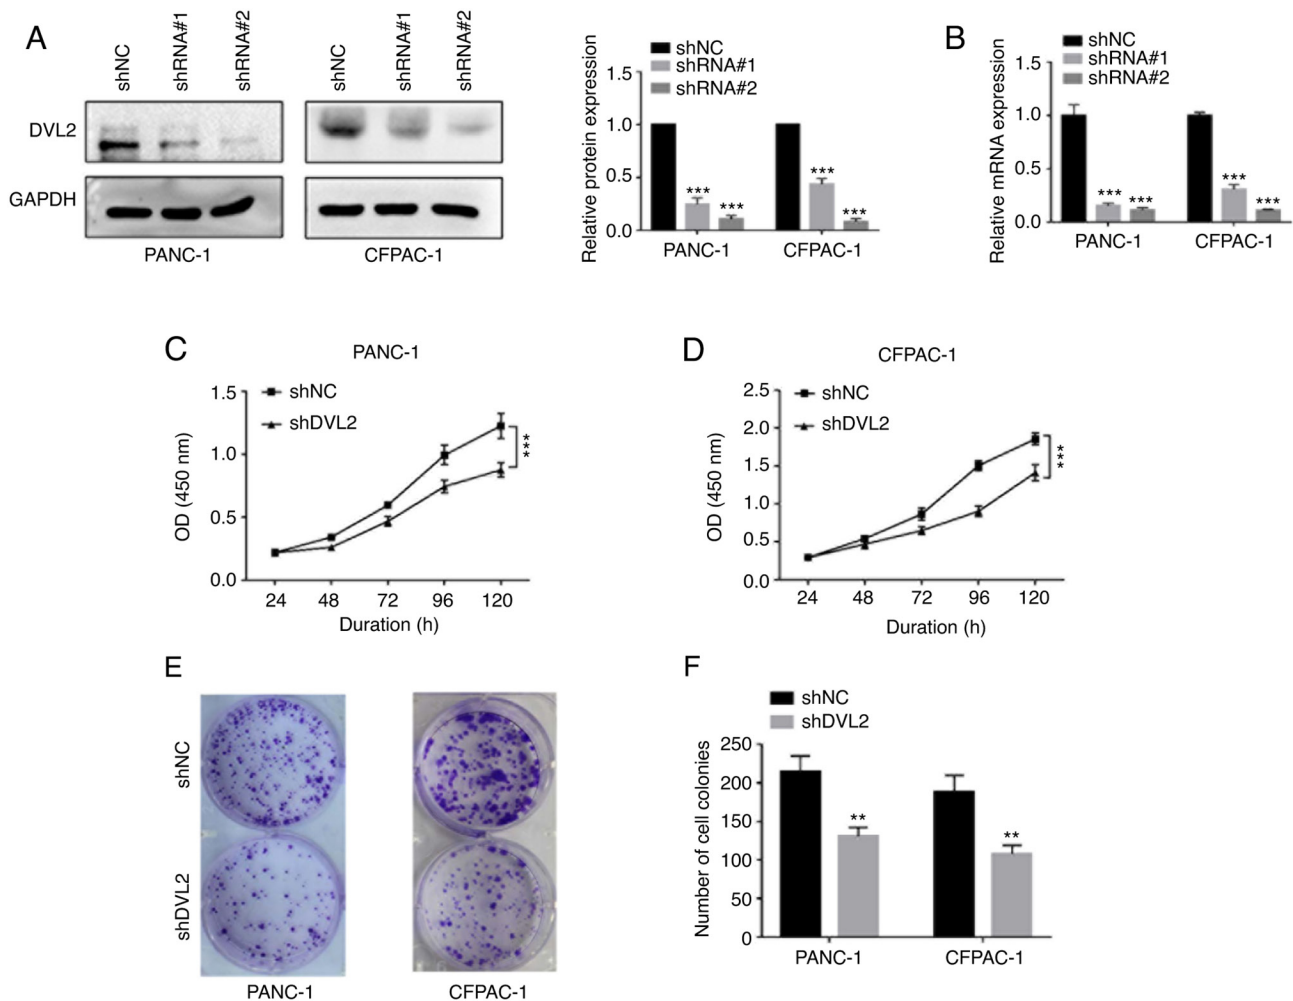 A
shNC
shRNA#1
shRNA#2
shNC
shRNA#1
shRNA#2
DVL2
GAPDH
PANC-1
CFPAC-1
shNC
shRNA#1
shRNA#2
Relative protein expression
1.5
1.0
0.5
0.0
***
***
***
***
PANC-1
CFPAC-1
B
shNC
shRNA#1
shRNA#2
Relative mRNA expression
1.5
1.0
0.5
0.0
***
***
***
***
PANC-1
CFPAC-1
C
PANC-1
shNC
shDVL2
OD (450 nm)
1.5
1.0
0.5
0.0
***
24 48 72 96 120
Duration (h)
D
CFPAC-1
shNC
shDVL2
OD (450 nm)
2.5
2.0
1.5
1.0
0.5
0.0
***
24 48 72 96 120
Duration (h)
E
shNC
shDVL2
PANC-1
CFPAC-1
F
shNC
shDVL2
Number of cell colonies
250
200
150
100
50
0
**
**
PANC-1
CFPAC-1